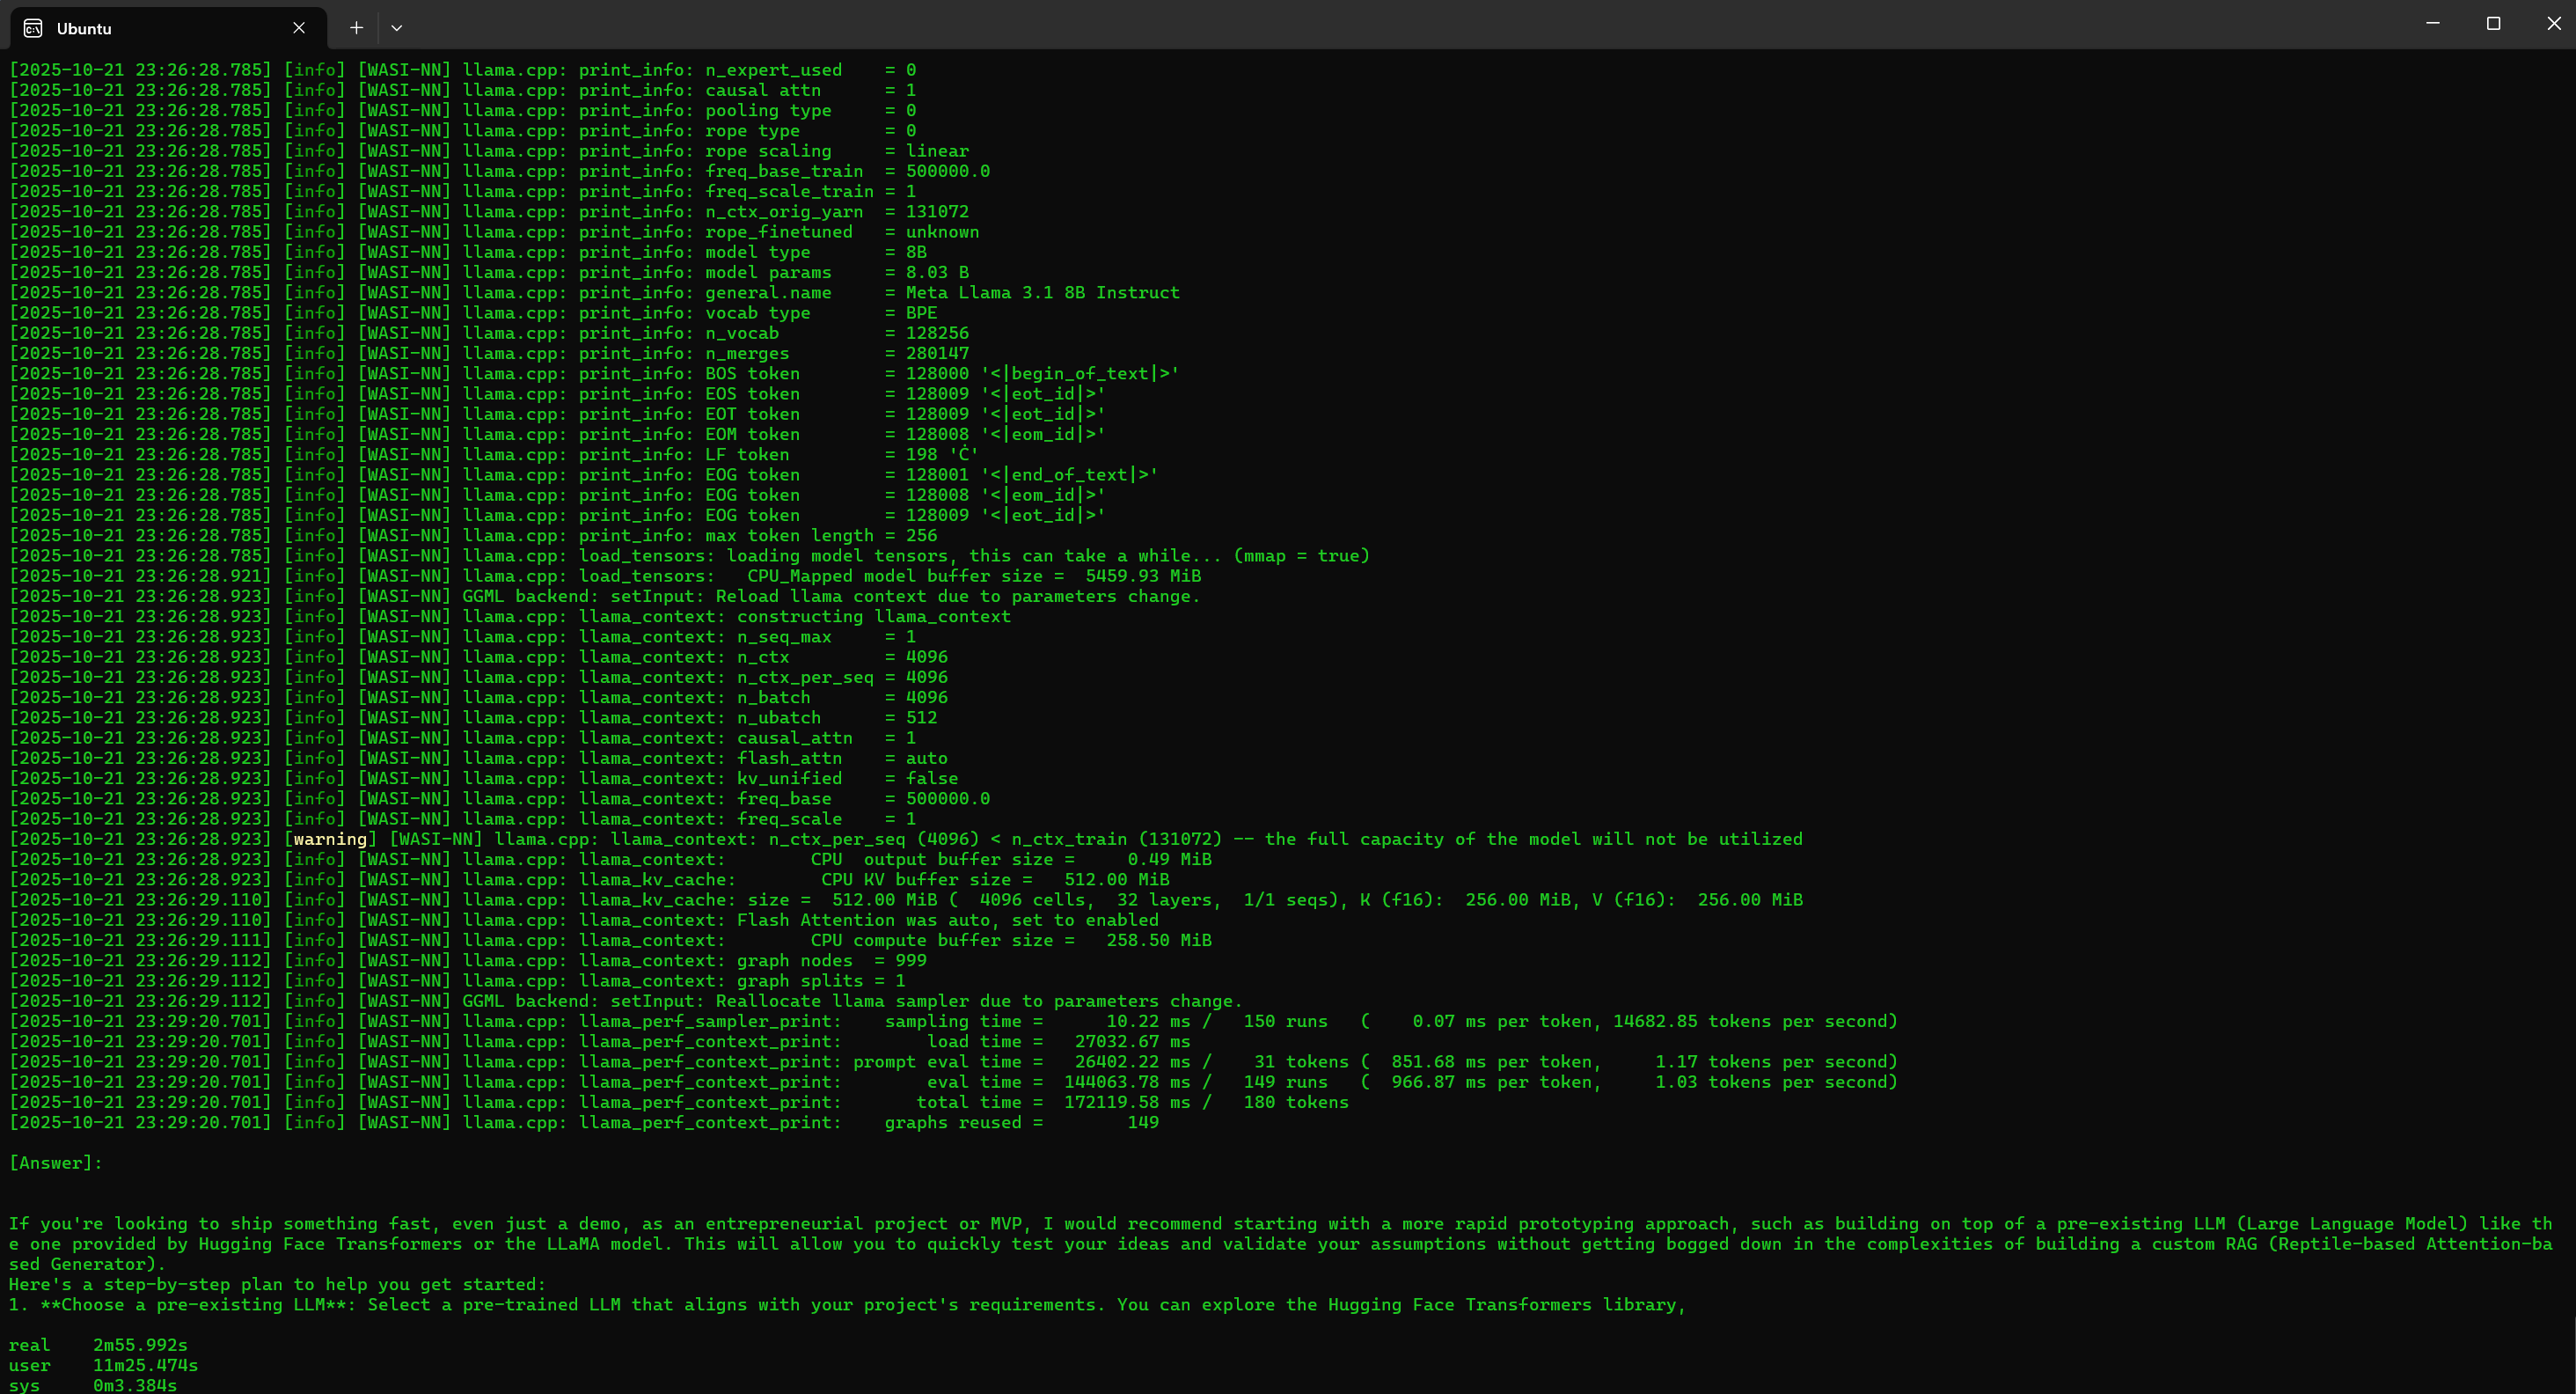 Ubuntu
[2025-10-21 23:26:28.785] [info] [WASI-NN] llama.cpp: print_info: n_expert_used    = 0
[2025-10-21 23:26:28.785] [info] [WASI-NN] llama.cpp: print_info: causal attn      = 1
[2025-10-21 23:26:28.785] [info] [WASI-NN] llama.cpp: print_info: pooling type     = 0
[2025-10-21 23:26:28.785] [info] [WASI-NN] llama.cpp: print_info: rope type        = 0
[2025-10-21 23:26:28.785] [info] [WASI-NN] llama.cpp: print_info: rope scaling     = linear
[2025-10-21 23:26:28.785] [info] [WASI-NN] llama.cpp: print_info: freq_base_train  = 500000.0
[2025-10-21 23:26:28.785] [info] [WASI-NN] llama.cpp: print_info: freq_scale_train = 1
[2025-10-21 23:26:28.785] [info] [WASI-NN] llama.cpp: print_info: n_ctx_orig_yarn  = 131072
[2025-10-21 23:26:28.785] [info] [WASI-NN] llama.cpp: print_info: rope_finetuned   = unknown
[2025-10-21 23:26:28.785] [info] [WASI-NN] llama.cpp: print_info: model type       = 8B
[2025-10-21 23:26:28.785] [info] [WASI-NN] llama.cpp: print_info: model params     = 8.03 B
[2025-10-21 23:26:28.785] [info] [WASI-NN] llama.cpp: print_info: general.name     = Meta Llama 3.1 8B Instruct
[2025-10-21 23:26:28.785] [info] [WASI-NN] llama.cpp: print_info: vocab type       = BPE
[2025-10-21 23:26:28.785] [info] [WASI-NN] llama.cpp: print_info: n_vocab          = 128256
[2025-10-21 23:26:28.785] [info] [WASI-NN] llama.cpp: print_info: n_merges         = 280147
[2025-10-21 23:26:28.785] [info] [WASI-NN] llama.cpp: print_info: BOS token        = 128000 '<|begin_of_text|>'
[2025-10-21 23:26:28.785] [info] [WASI-NN] llama.cpp: print_info: EOS token        = 128009 '<|eot_id|>'
[2025-10-21 23:26:28.785] [info] [WASI-NN] llama.cpp: print_info: EOT token        = 128009 '<|eot_id|>'
[2025-10-21 23:26:28.785] [info] [WASI-NN] llama.cpp: print_info: EOM token        = 128008 '<|eom_id|>'
[2025-10-21 23:26:28.785] [info] [WASI-NN] llama.cpp: print_info: LF token         = 198 'Ċ'
[2025-10-21 23:26:28.785] [info] [WASI-NN] llama.cpp: print_info: EOG token        = 128001 '<|end_of_text|>'
[2025-10-21 23:26:28.785] [info] [WASI-NN] llama.cpp: print_info: EOG token        = 128008 '<|eom_id|>'
[2025-10-21 23:26:28.785] [info] [WASI-NN] llama.cpp: print_info: EOG token        = 128009 '<|eot_id|>'
[2025-10-21 23:26:28.785] [info] [WASI-NN] llama.cpp: print_info: max token length = 256
[2025-10-21 23:26:28.785] [info] [WASI-NN] llama.cpp: load_tensors: loading model tensors, this can take a while... (mmap = true)
[2025-10-21 23:26:28.921] [info] [WASI-NN] llama.cpp: load_tensors:   CPU_Mapped model buffer size =  5459.93 MiB
[2025-10-21 23:26:28.923] [info] [WASI-NN] GGML backend: setInput: Reload llama context due to parameters change.
[2025-10-21 23:26:28.923] [info] [WASI-NN] llama.cpp: llama_context: constructing llama_context
[2025-10-21 23:26:28.923] [info] [WASI-NN] llama.cpp: llama_context: n_seq_max     = 1
[2025-10-21 23:26:28.923] [info] [WASI-NN] llama.cpp: llama_context: n_ctx         = 4096
[2025-10-21 23:26:28.923] [info] [WASI-NN] llama.cpp: llama_context: n_ctx_per_seq = 4096
[2025-10-21 23:26:28.923] [info] [WASI-NN] llama.cpp: llama_context: n_batch       = 4096
[2025-10-21 23:26:28.923] [info] [WASI-NN] llama.cpp: llama_context: n_ubatch      = 512
[2025-10-21 23:26:28.923] [info] [WASI-NN] llama.cpp: llama_context: causal_attn   = 1
[2025-10-21 23:26:28.923] [info] [WASI-NN] llama.cpp: llama_context: flash_attn    = auto
[2025-10-21 23:26:28.923] [info] [WASI-NN] llama.cpp: llama_context: kv_unified    = false
[2025-10-21 23:26:28.923] [info] [WASI-NN] llama.cpp: llama_context: freq_base     = 500000.0
[2025-10-21 23:26:28.923] [info] [WASI-NN] llama.cpp: llama_context: freq_scale    = 1
[2025-10-21 23:26:28.923] [warning] [WASI-NN] llama.cpp: llama_context: n_ctx_per_seq (4096) < n_ctx_train (131072) -- the full capacity of the model will not be utilized
[2025-10-21 23:26:28.923] [info] [WASI-NN] llama.cpp: llama_context:        CPU  output buffer size =     0.49 MiB
[2025-10-21 23:26:28.923] [info] [WASI-NN] llama.cpp: llama_kv_cache:        CPU KV buffer size =   512.00 MiB
[2025-10-21 23:26:29.110] [info] [WASI-NN] llama.cpp: llama_kv_cache: size =  512.00 MiB (  4096 cells,  32 layers,  1/1 seqs), K (f16):  256.00 MiB, V (f16):  256.00 MiB
[2025-10-21 23:26:29.110] [info] [WASI-NN] llama.cpp: llama_context: Flash Attention was auto, set to enabled
[2025-10-21 23:26:29.111] [info] [WASI-NN] llama.cpp: llama_context:        CPU compute buffer size =   258.50 MiB
[2025-10-21 23:26:29.112] [info] [WASI-NN] llama.cpp: llama_context: graph nodes  = 999
[2025-10-21 23:26:29.112] [info] [WASI-NN] llama.cpp: llama_context: graph splits = 1
[2025-10-21 23:26:29.112] [info] [WASI-NN] GGML backend: setInput: Reallocate llama sampler due to parameters change.
[2025-10-21 23:29:20.701] [info] [WASI-NN] llama.cpp: llama_perf_sampler_print:    sampling time =      10.22 ms /   150 runs   (    0.07 ms per token, 14682.85 tokens per second)
[2025-10-21 23:29:20.701] [info] [WASI-NN] llama.cpp: llama_perf_context_print:        load time =   27032.67 ms
[2025-10-21 23:29:20.701] [info] [WASI-NN] llama.cpp: llama_perf_context_print: prompt eval time =   26402.22 ms /    31 tokens (  851.68 ms per token,     1.17 tokens per second)
[2025-10-21 23:29:20.701] [info] [WASI-NN] llama.cpp: llama_perf_context_print:        eval time =  144063.78 ms /   149 runs   (  966.87 ms per token,     1.03 tokens per second)
[2025-10-21 23:29:20.701] [info] [WASI-NN] llama.cpp: llama_perf_context_print:       total time =  172119.58 ms /   180 tokens
[2025-10-21 23:29:20.701] [info] [WASI-NN] llama.cpp: llama_perf_context_print:    graphs reused =        149
[Answer]:
If you're looking to ship something fast, even just a demo, as an entrepreneurial project or MVP, I would recommend starting with a more rapid prototyping approach, such as building on top of a pre-existing LLM (Large Language Model) like th
e one provided by Hugging Face Transformers or the LLaMA model. This will allow you to quickly test your ideas and validate your assumptions without getting bogged down in the complexities of building a custom RAG (Reptile-based Attention-ba
sed Generator).
Here's a step-by-step plan to help you get started:
1. **Choose a pre-existing LLM**: Select a pre-trained LLM that aligns with your project's requirements. You can explore the Hugging Face Transformers library,
real    2m55.992s
user    11m25.474s
sys     0m3.384s